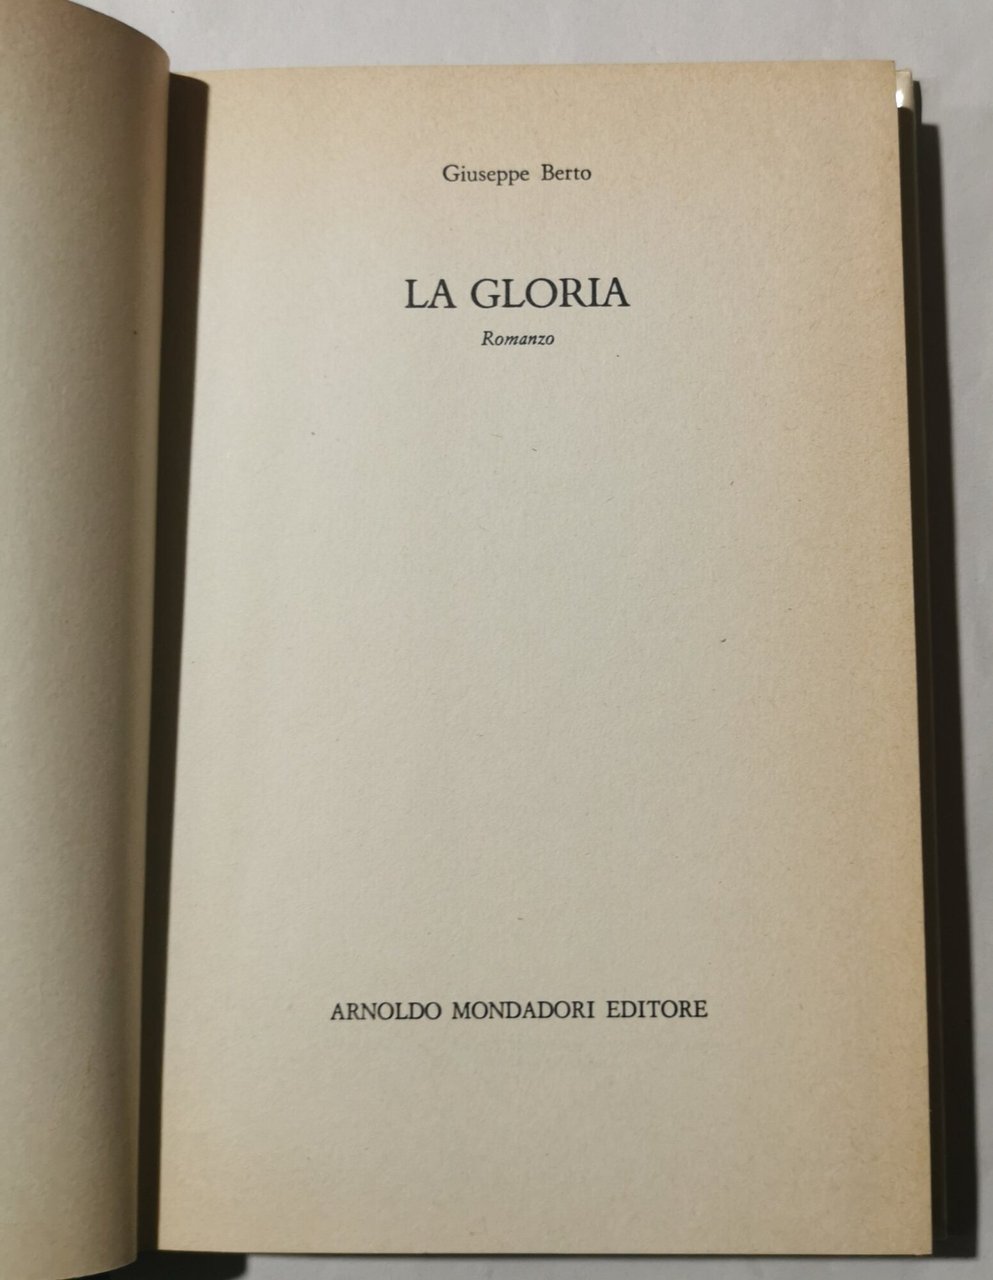 Giuseppe Berto
LA GLORIA
Romanzo
ARNOLDO MONDADORI EDITORE